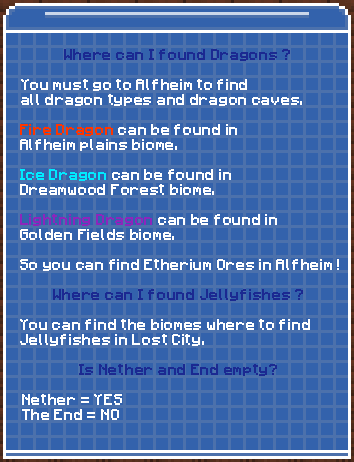 Where can I found Dragons ?
You must go to Alfheim to find
all dragon types and dragon caves.
Fire Dragon can be found in
Alfheim plains biome.
Ice Dragon can be found in
Dreamwood Forest biome.
Lightning Dragon can be found in
Golden Fields biome.
So you can find Etherium Ores in Alfheim !
Where can I found Jellyfishes ?
You can find the biomes where to find
Jellyfishes in Lost City.
Is Nether and End empty?
Nether = YES
The End = NO